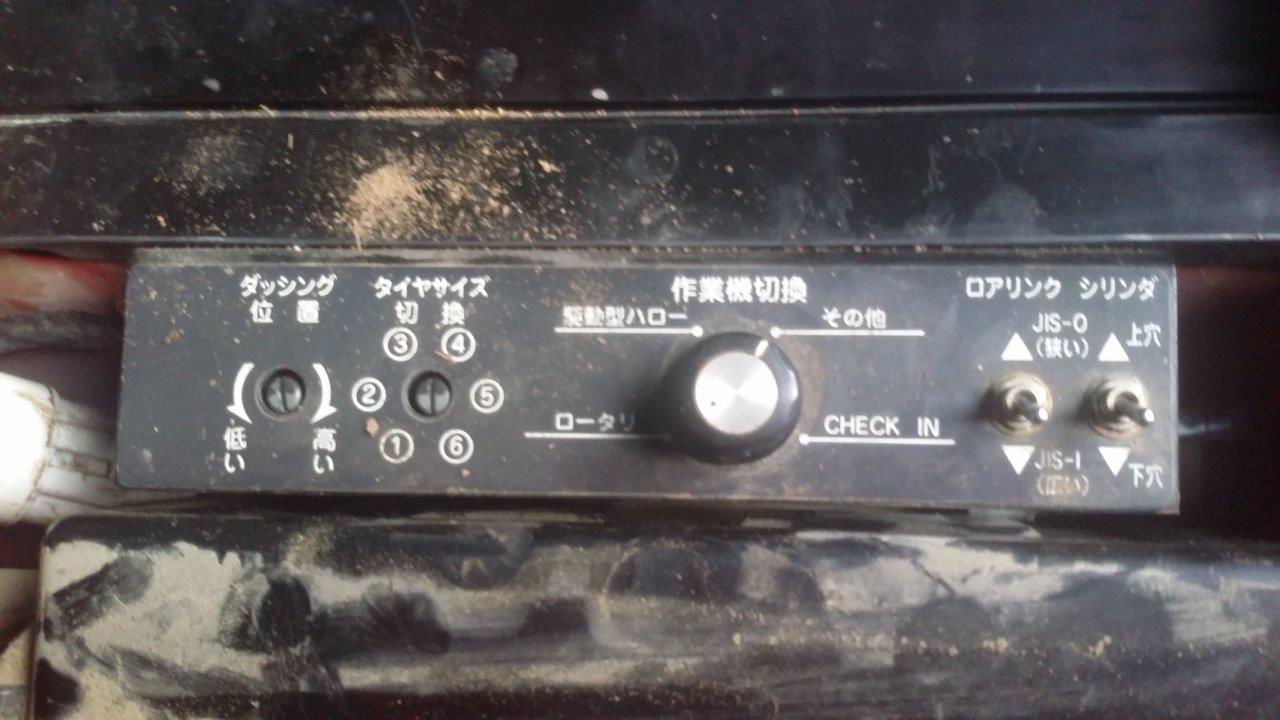 ダッシング
位置
低い
高い
タイヤサイズ
切換
③ ④
② ⑤
① ⑥
作業機切換
駆動型ハロー
その他
ロータリ
CHECK IN
ロアリンク
JIS-0
(狭い)
JIS-1
(広い)
シリンダ
上穴
下穴